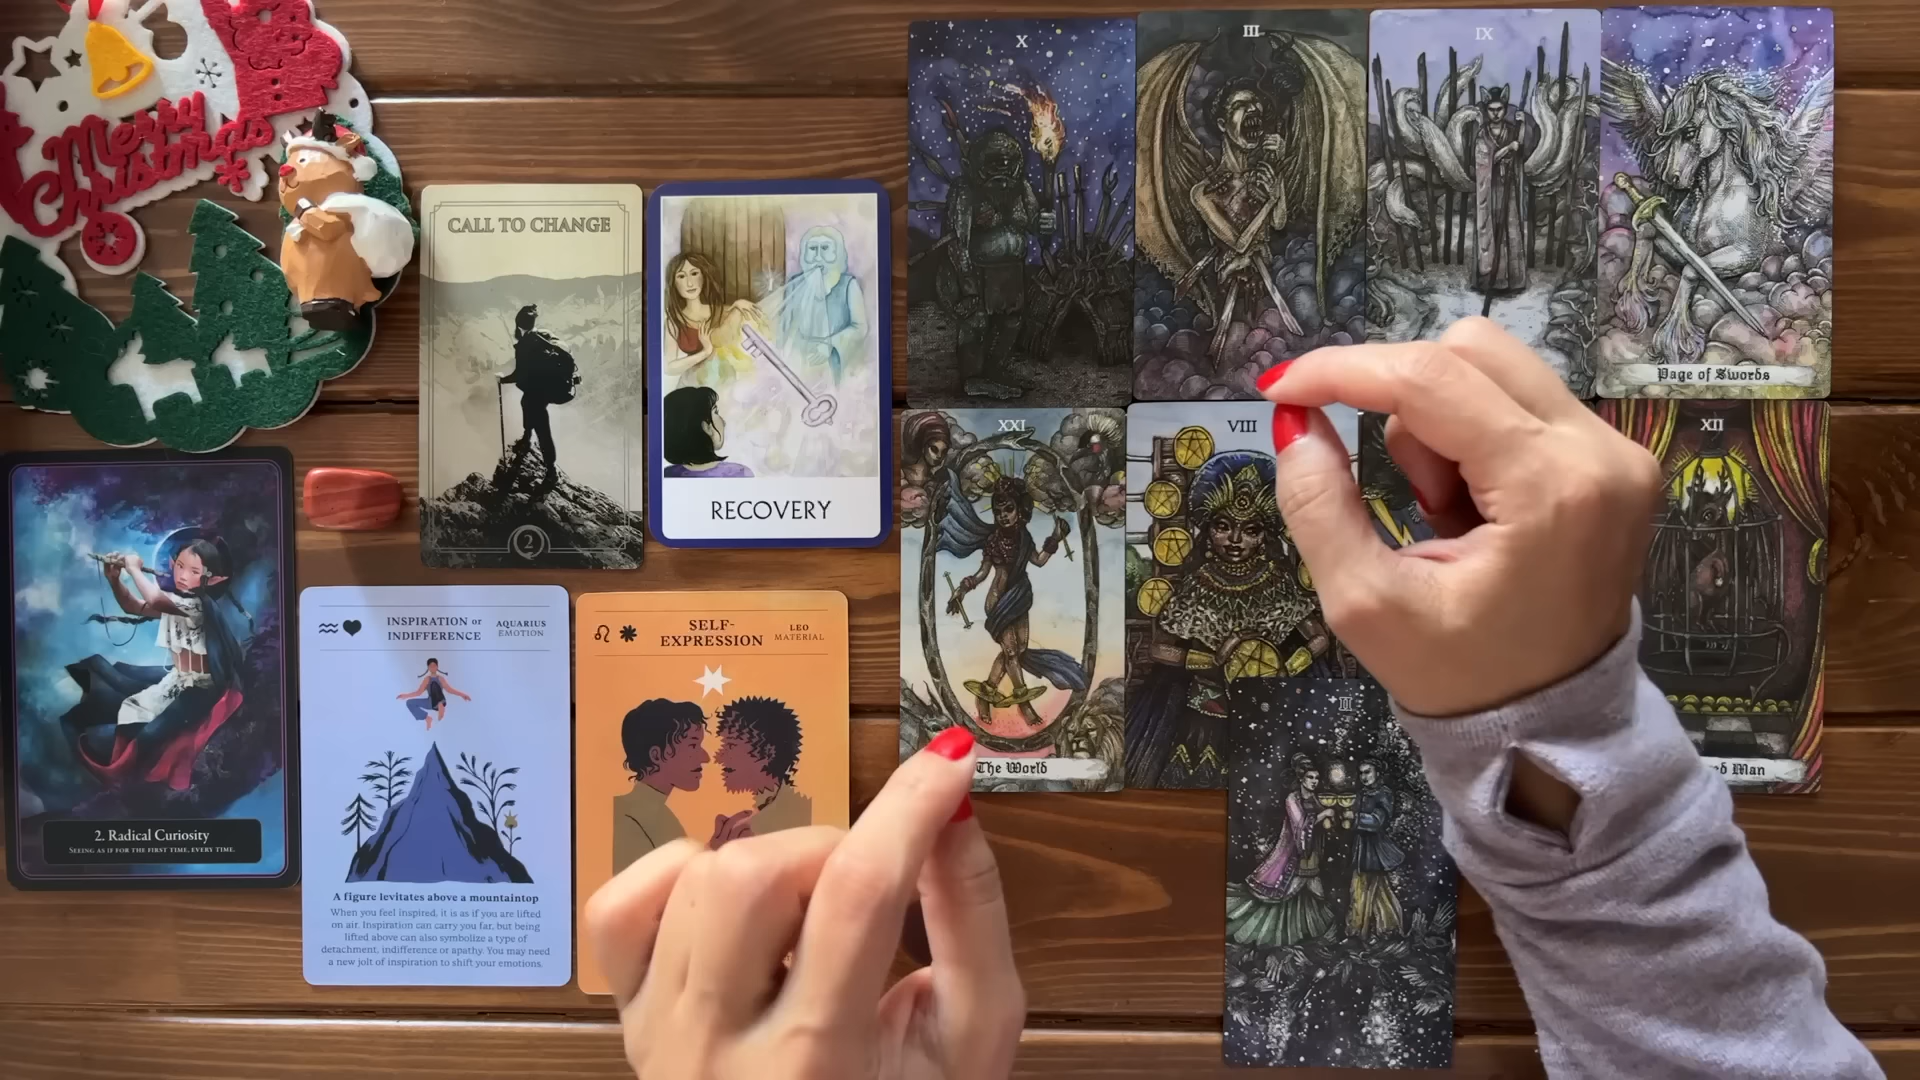 Merry
Christmas
CALL TO CHANGE
2
RECOVERY
X
III
IX
Page of Swords
XXI
The World
VIII
XII
ed Man
II
2. Radical Curiosity
SEEING AS IF FOR THE FIRST TIME, EVERY TIME.
INSPIRATION or
INDIFFERENCE
AQUARIUS
EMOTION
A figure levitates above a mountaintop
When you feel inspired, it is as if you are lifted
on air. Inspiration can carry you far, but being
lifted above can also symbolize a type of
detachment, indifference or apathy. You may need
a new jolt of inspiration to shift your emotions.
SELF-
EXPRESSION
LEO
MATERIAL